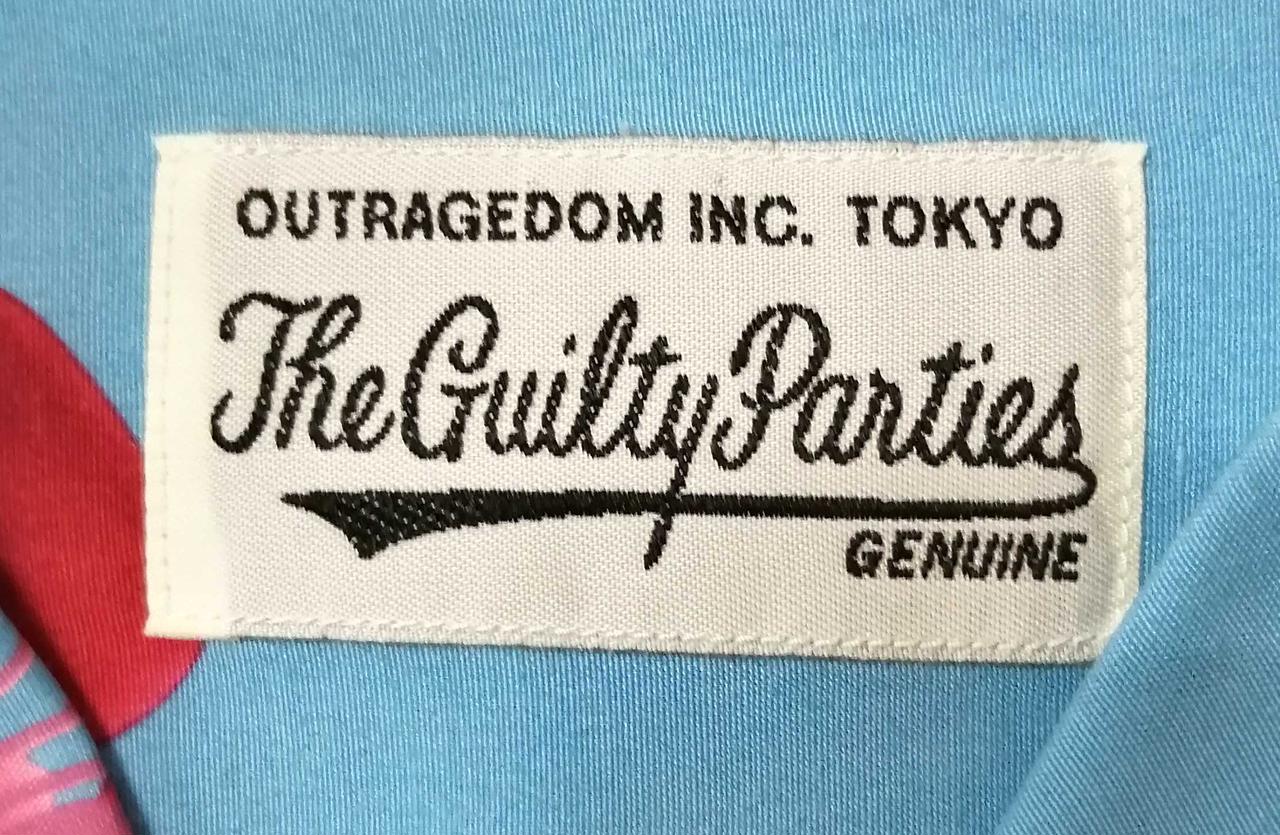 OUTRAGEDOM INC. TOKYO
The Guilty Parties
GENUINE